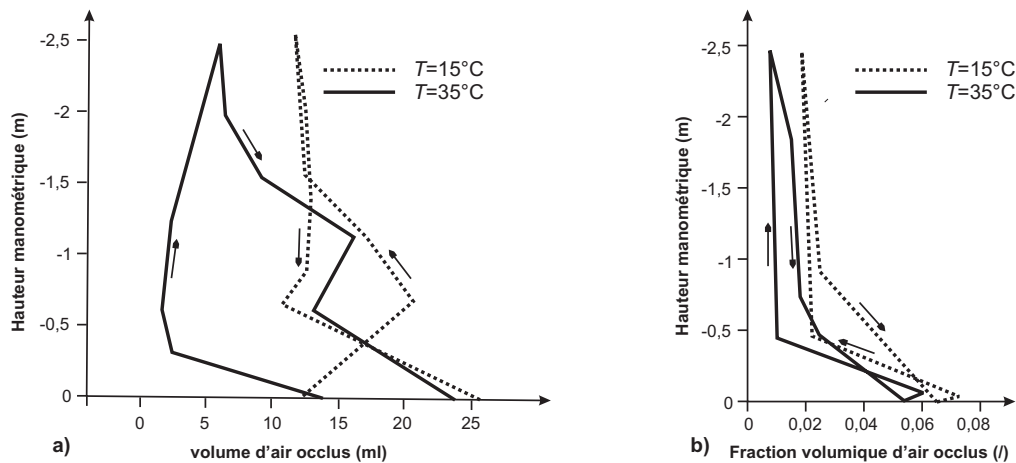 Hauteur manométrique (m)
-2,5
-2
-1,5
-1
-0,5
0
T=15°C
T=35°C
0 5 10 15 20 25
a)
volume d'air occlus (ml)
Hauteur manométrique (m)
-2,5
-2
-1,5
-1
-0,5
0
T=15°C
T=35°C
0 0,02 0,04 0,06 0,08
b)
Fraction volumique d'air occlus (/)